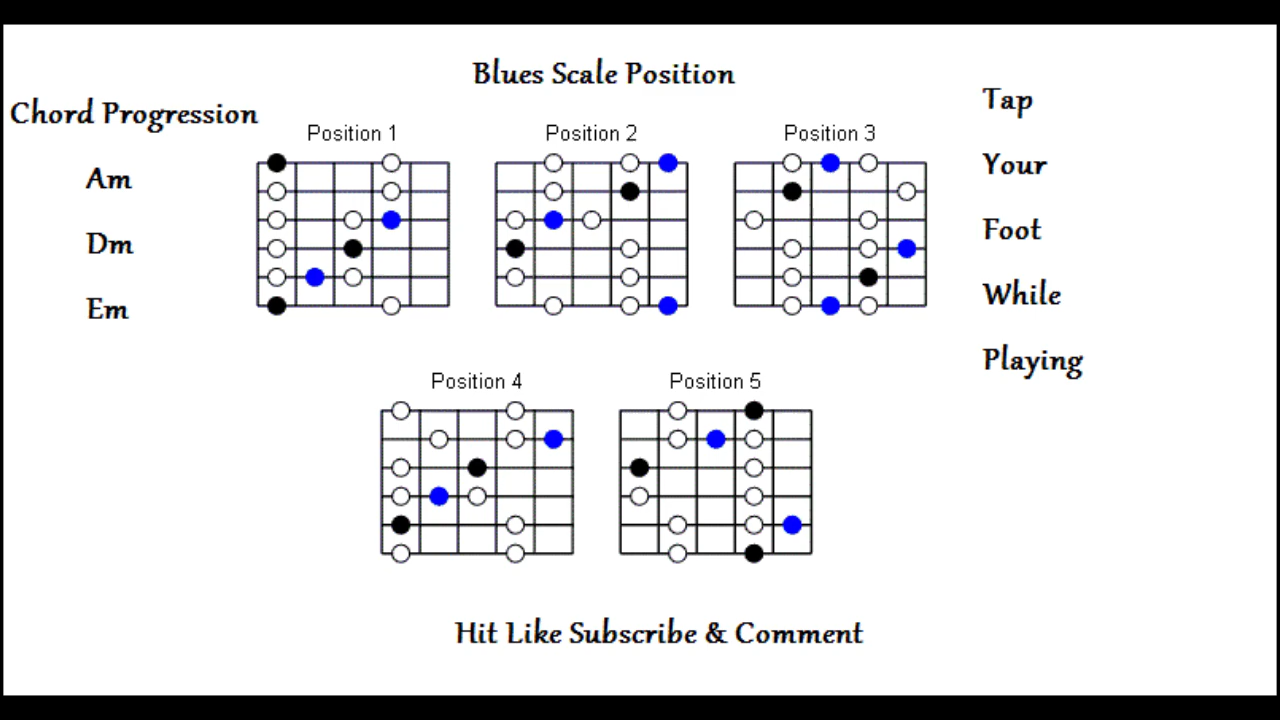 Blues Scale Position
Chord Progression
Am
Dm
Em
Position 1
Position 2
Position 3
Position 4
Position 5
Tap
Your
Foot
While
Playing
Hit Like Subscribe & Comment